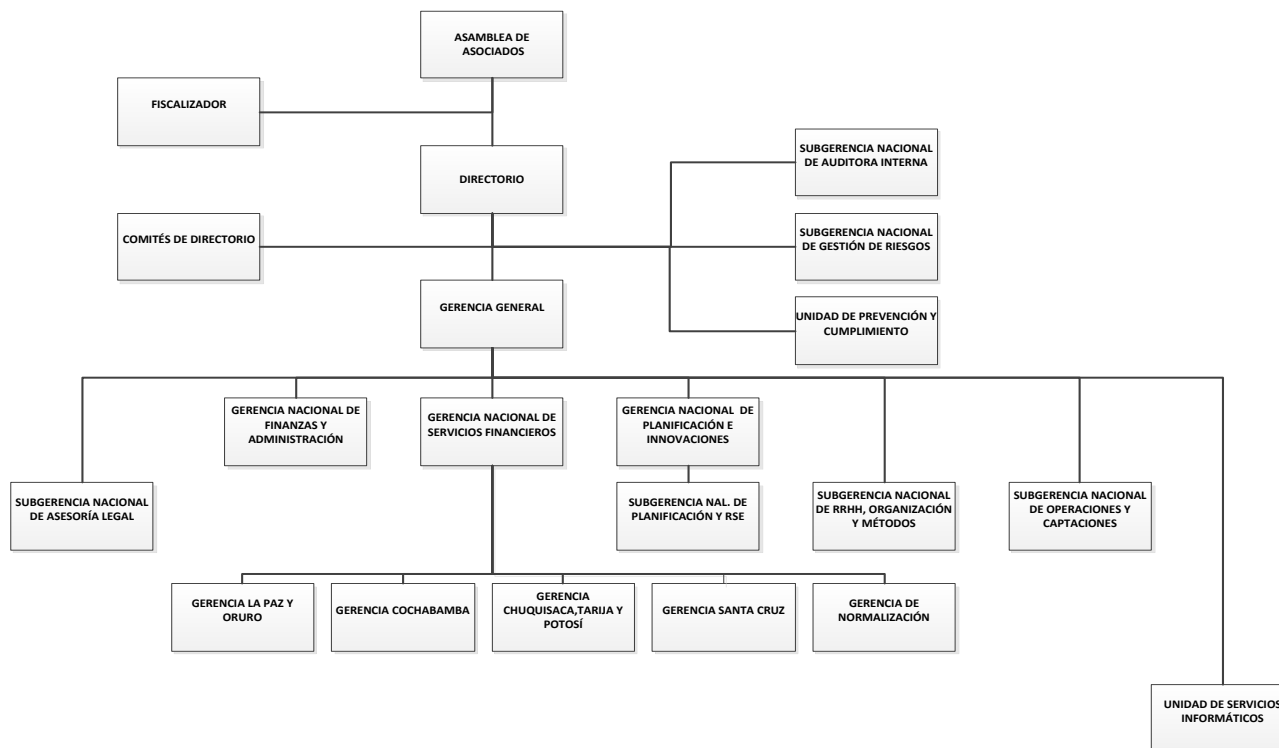 ASAMBLEA DE
ASOCIADOS
FISCALIZADOR
DIRECTORIO
SUBGERENCIA NACIONAL
DE AUDITORA INTERNA
COMITÉS DE DIRECTORIO
SUBGERENCIA NACIONAL
DE GESTIÓN DE RIESGOS
GERENCIA GENERAL
UNIDAD DE PREVENCIÓN Y
CUMPLIMIENTO
GERENCIA NACIONAL DE
FINANZAS Y
ADMINISTRACIÓN
GERENCIA NACIONAL DE
SERVICIOS FINANCIEROS
GERENCIA NACIONAL DE
PLANIFICACIÓN E
INNOVACIONES
SUBGERENCIA NACIONAL
DE ASESORÍA LEGAL
SUBGERENCIA NAL. DE
PLANIFICACIÓN Y RSE
SUBGERENCIA NACIONAL
DE RRHH, ORGANIZACIÓN
Y MÉTODOS
SUBGERENCIA NACIONAL
DE OPERACIONES Y
CAPTACIONES
GERENCIA LA PAZ Y
ORURO
GERENCIA COCHABAMBA
GERENCIA
CHUQUISACA,TARIJA Y
POTOSÍ
GERENCIA SANTA CRUZ
GERENCIA DE
NORMALIZACIÓN
UNIDAD DE SERVICIOS
INFORMÁTICOS